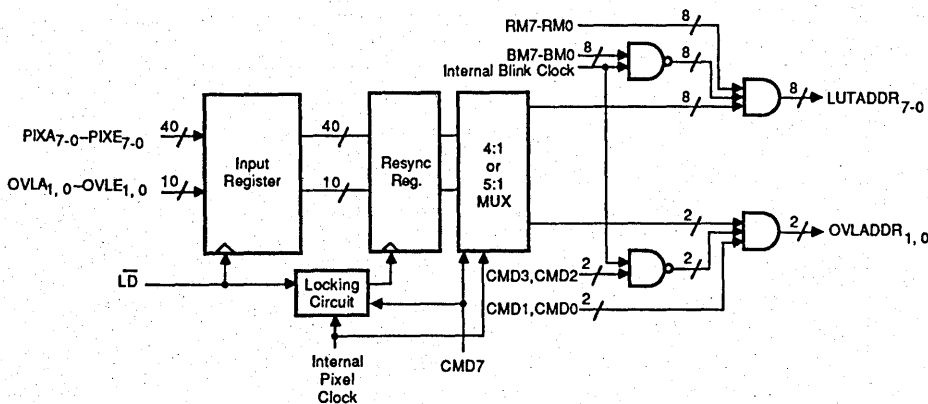 RM7-RM0
8
BM7-BM0
8
8
Internal Blink Clock
8
LUTADDR7-0
8
PIXA7-0–PIXE7-0
40
Input
Register
40
Resync
Reg.
4:1
or
5:1
MUX
OVLA1, 0–OVLE1, 0
10
10
2
2
OVLADDR1, 0
2
CMD3,CMD2
2
LD
Locking
Circuit
CMD1,CMD0
2
Internal
Pixel
Clock
CMD7